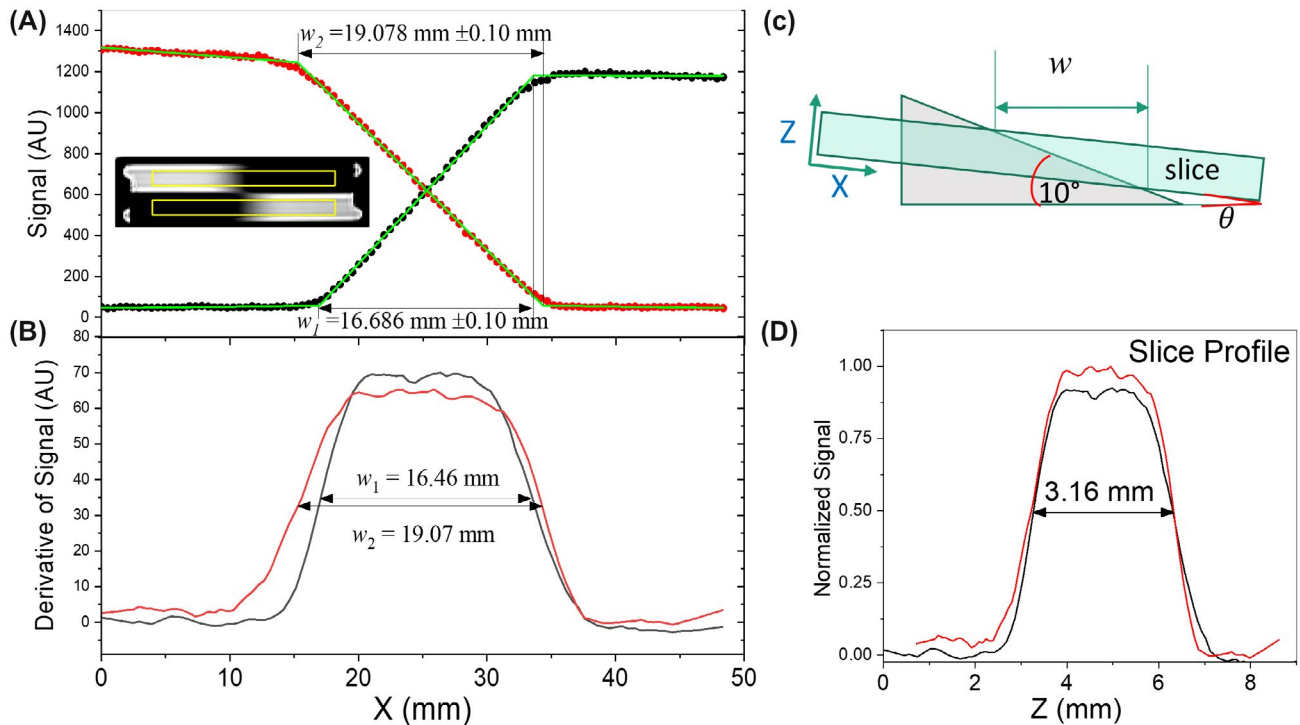 (A)
1400
1200
1000
800
600
400
200
0
Signal (AU)
w2 =19.078 mm ±0.10 mm
w1 =16.686 mm ±0.10 mm
(B)
80
70
60
50
40
30
20
10
0
Derivative of Signal (AU)
w1 = 16.46 mm
w2 = 19.07 mm
0 10 20 30 40 50
X (mm)
(c)
w
Z
X
10°
slice
θ
(D)
Slice Profile
1.00
0.75
0.50
0.25
0.00
Normalized Signal
3.16 mm
0 2 4 6 8
Z (mm)